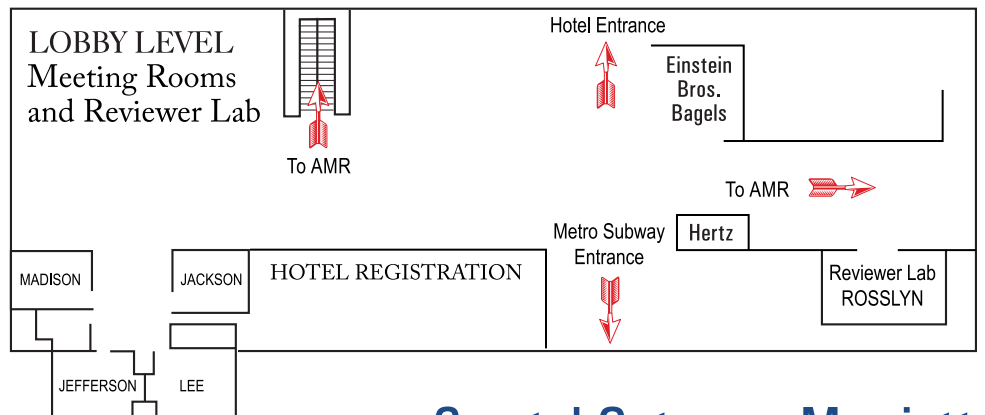 LOBBY LEVEL
Meeting Rooms
and Reviewer Lab
To AMR
Hotel Entrance
Einstein
Bros.
Bagels
To AMR
Metro Subway
Entrance
Hertz
MADISON
JACKSON
HOTEL REGISTRATION
Reviewer Lab
ROSSLYN
JEFFERSON
LEE